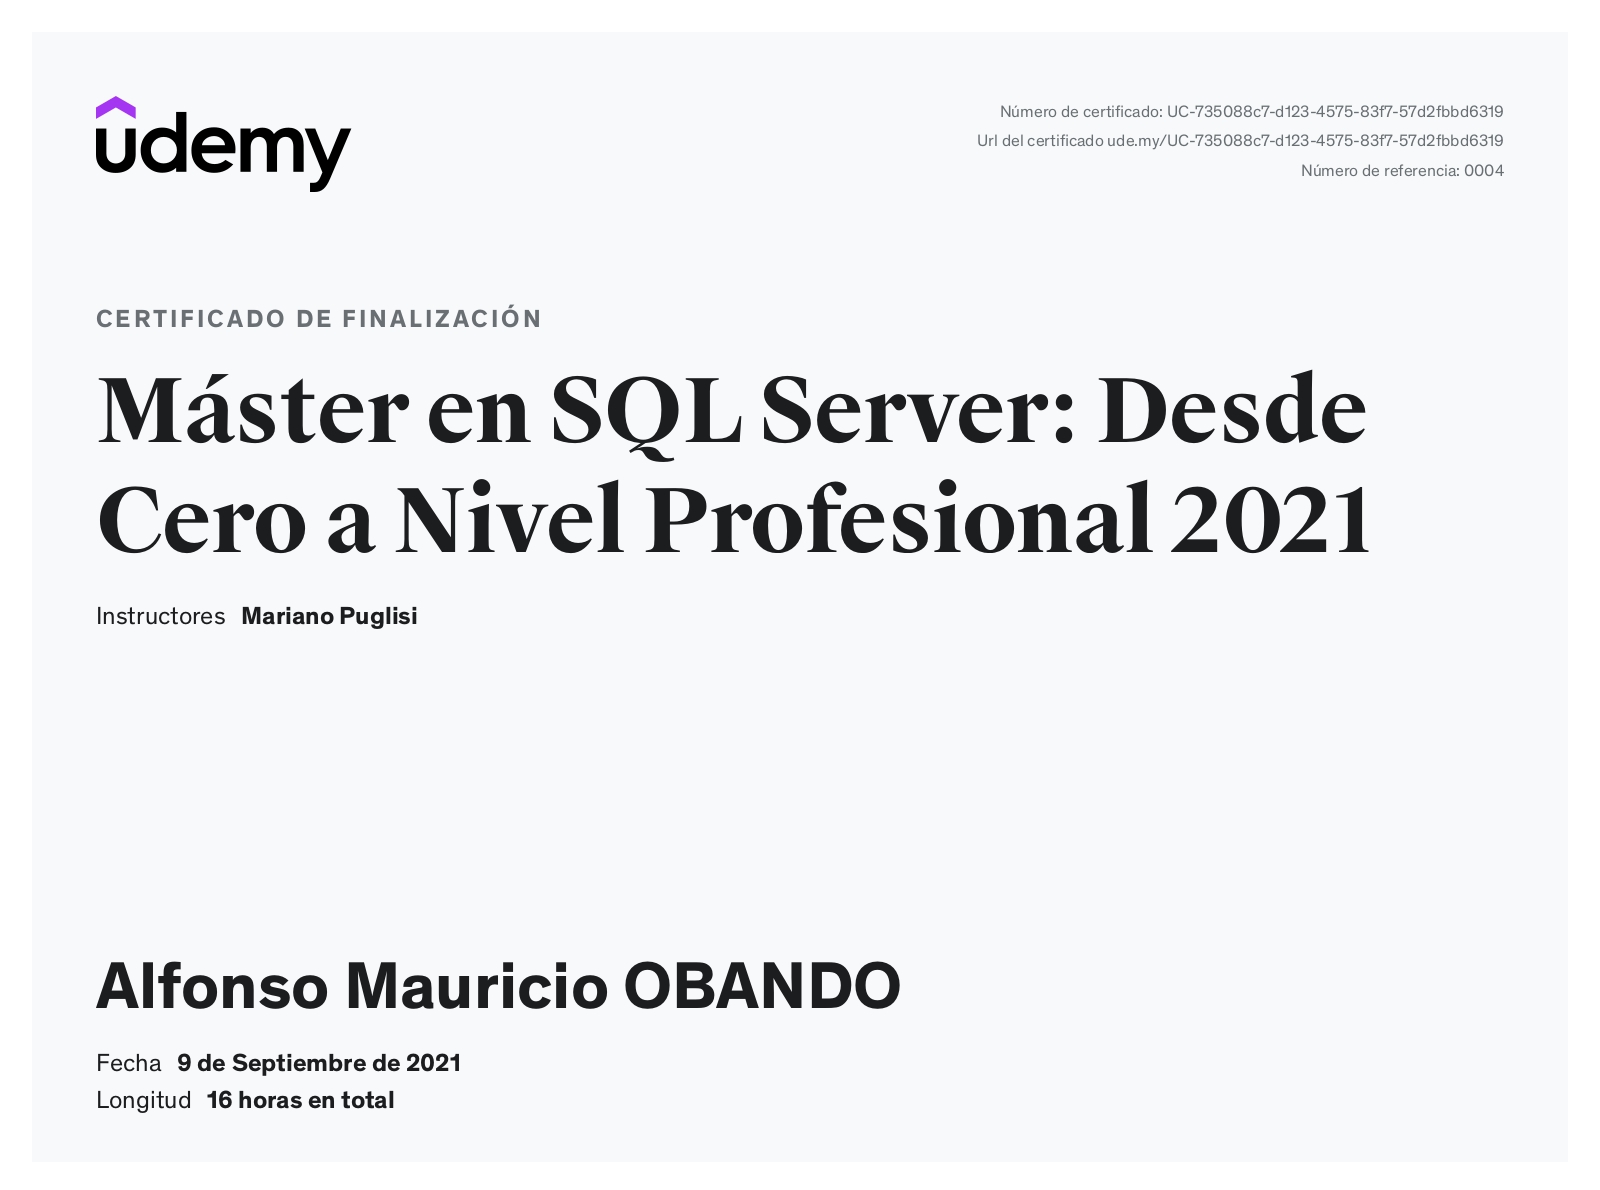 udemy
Número de certificado: UC-735088c7-d123-4575-83f7-57d2fbbd6319
Url del certificado ude.my/UC-735088c7-d123-4575-83f7-57d2fbbd6319
Número de referencia: 0004
CERTIFICADO DE FINALIZACIÓN
Máster en SQL Server: Desde
Cero a Nivel Profesional 2021
Instructores Mariano Puglisi
Alfonso Mauricio OBANDO
Fecha 9 de Septiembre de 2021
Longitud 16 horas en total